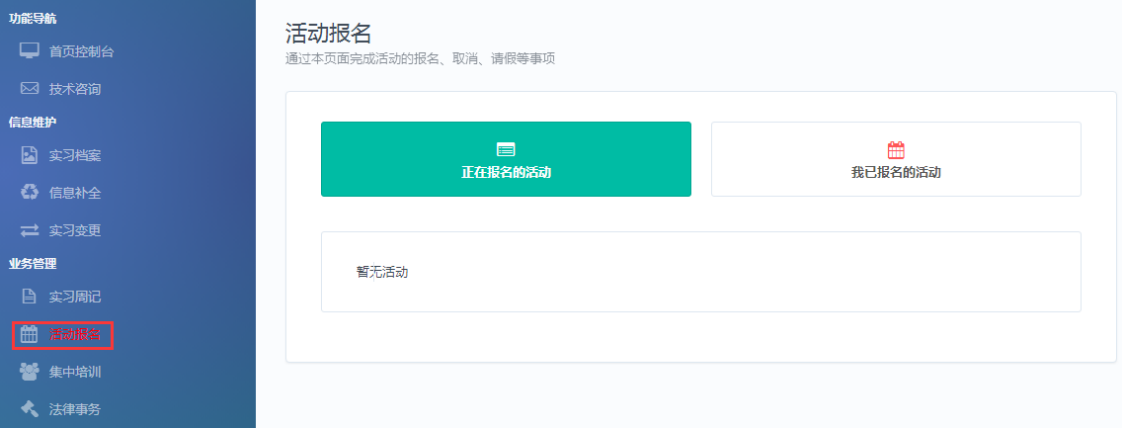 功能导航
首页控制台
技术咨询
信息维护
实习档案
信息补全
实习变更
业务管理
实习周记
活动报名
集中培训
法律事务
活动报名
通过本页面完成活动的报名、取消、请假等事项
正在报名的活动
我已报名的活动
暂无活动